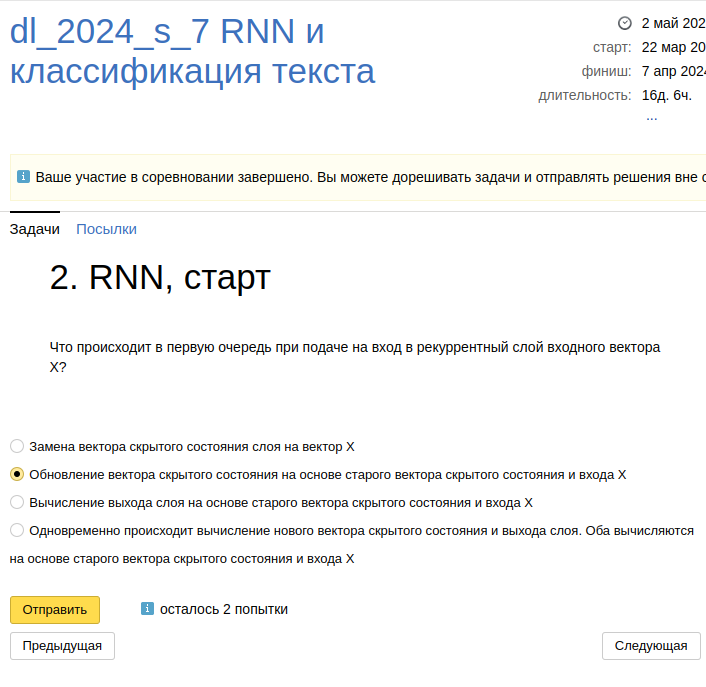 dl_2024_s_7 RNN и
классификация текста
2 май 202
старт: 22 мар 20
финиш: 7 апр 2024
длительность: 16д. 6ч.
...
Ваше участие в соревновании завершено. Вы можете дорешивать задачи и отправлять решения вне с
Задачи Посылки
2. RNN, старт
Что происходит в первую очередь при подаче на вход в рекуррентный слой входного вектора
X?
Замена вектора скрытого состояния слоя на вектор X
Обновление вектора скрытого состояния на основе старого вектора скрытого состояния и входа X
Вычисление выхода слоя на основе старого вектора скрытого состояния и входа X
Одновременно происходит вычисление нового вектора скрытого состояния и выхода слоя. Оба вычисляются
на основе старого вектора скрытого состояния и входа X
Отправить осталось 2 попытки
Предыдущая Следующая